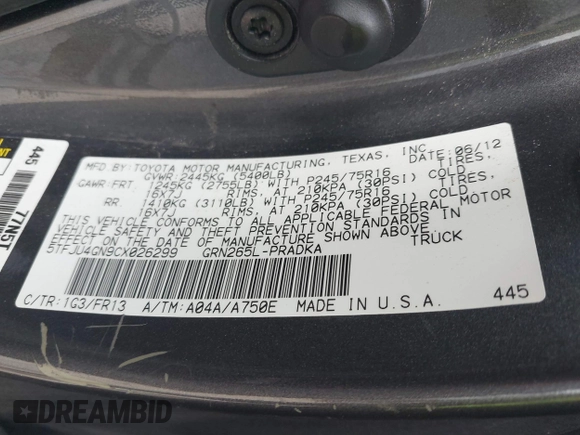 MFD.BY:TOYOTA MOTOR MANUFACTURING, TEXAS, INC. DATE:06/12
GVWR:2445KG (5400LB)
GAWR:FRT. 1245KG (2755LB) WITH P245/75R16
16X7J RIMS, AT 210KPA (30PSI) COLD.
RR. 1410KG (3110LB) WITH P245/75R16
16X7J RIMS, AT 210KPA (30PSI) COLD.
THIS VEHICLE CONFORMS TO ALL APPLICABLE FEDERAL MOTOR
VEHICLE SAFETY AND THEFT PREVENTION STANDARDS IN
EFFECT ON THE DATE OF MANUFACTURE SHOWN ABOVE.
5TFJU4GN9CX026299 GRN265L-PRADKA TRUCK
C/TR:1G3/FR13 A/TM:A04A/A750E MADE IN U.S.A. 445
445
77N5T
DREAMBID